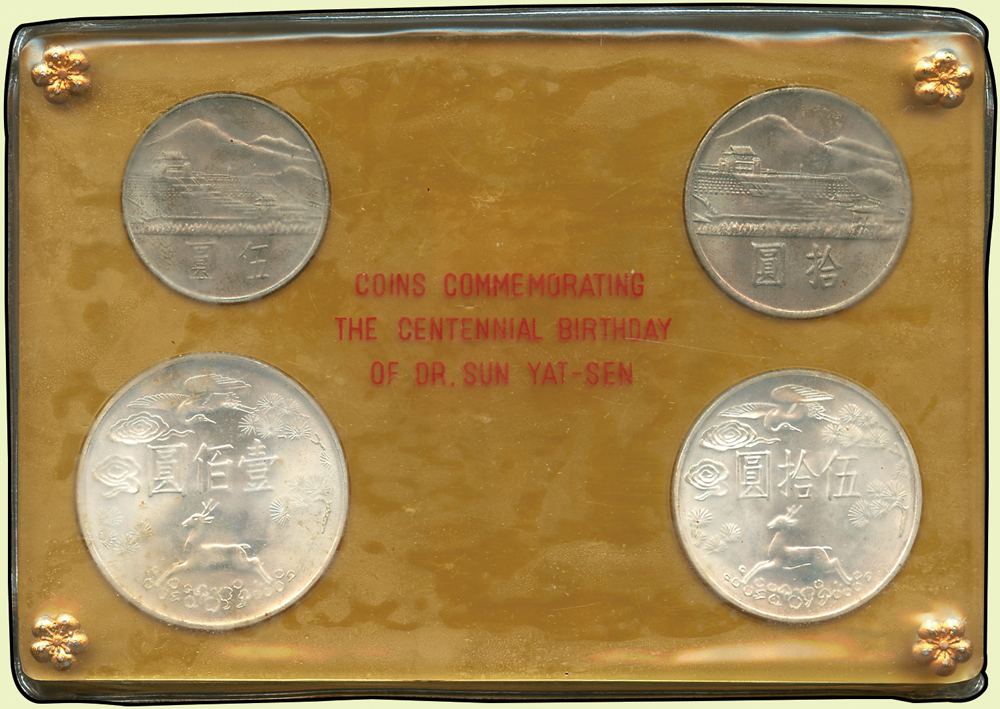 伍圓
拾圓
COINS COMMEMORATING
THE CENTENNIAL BIRTHDAY
OF DR. SUN YAT-SEN
壹佰圓
伍拾圓